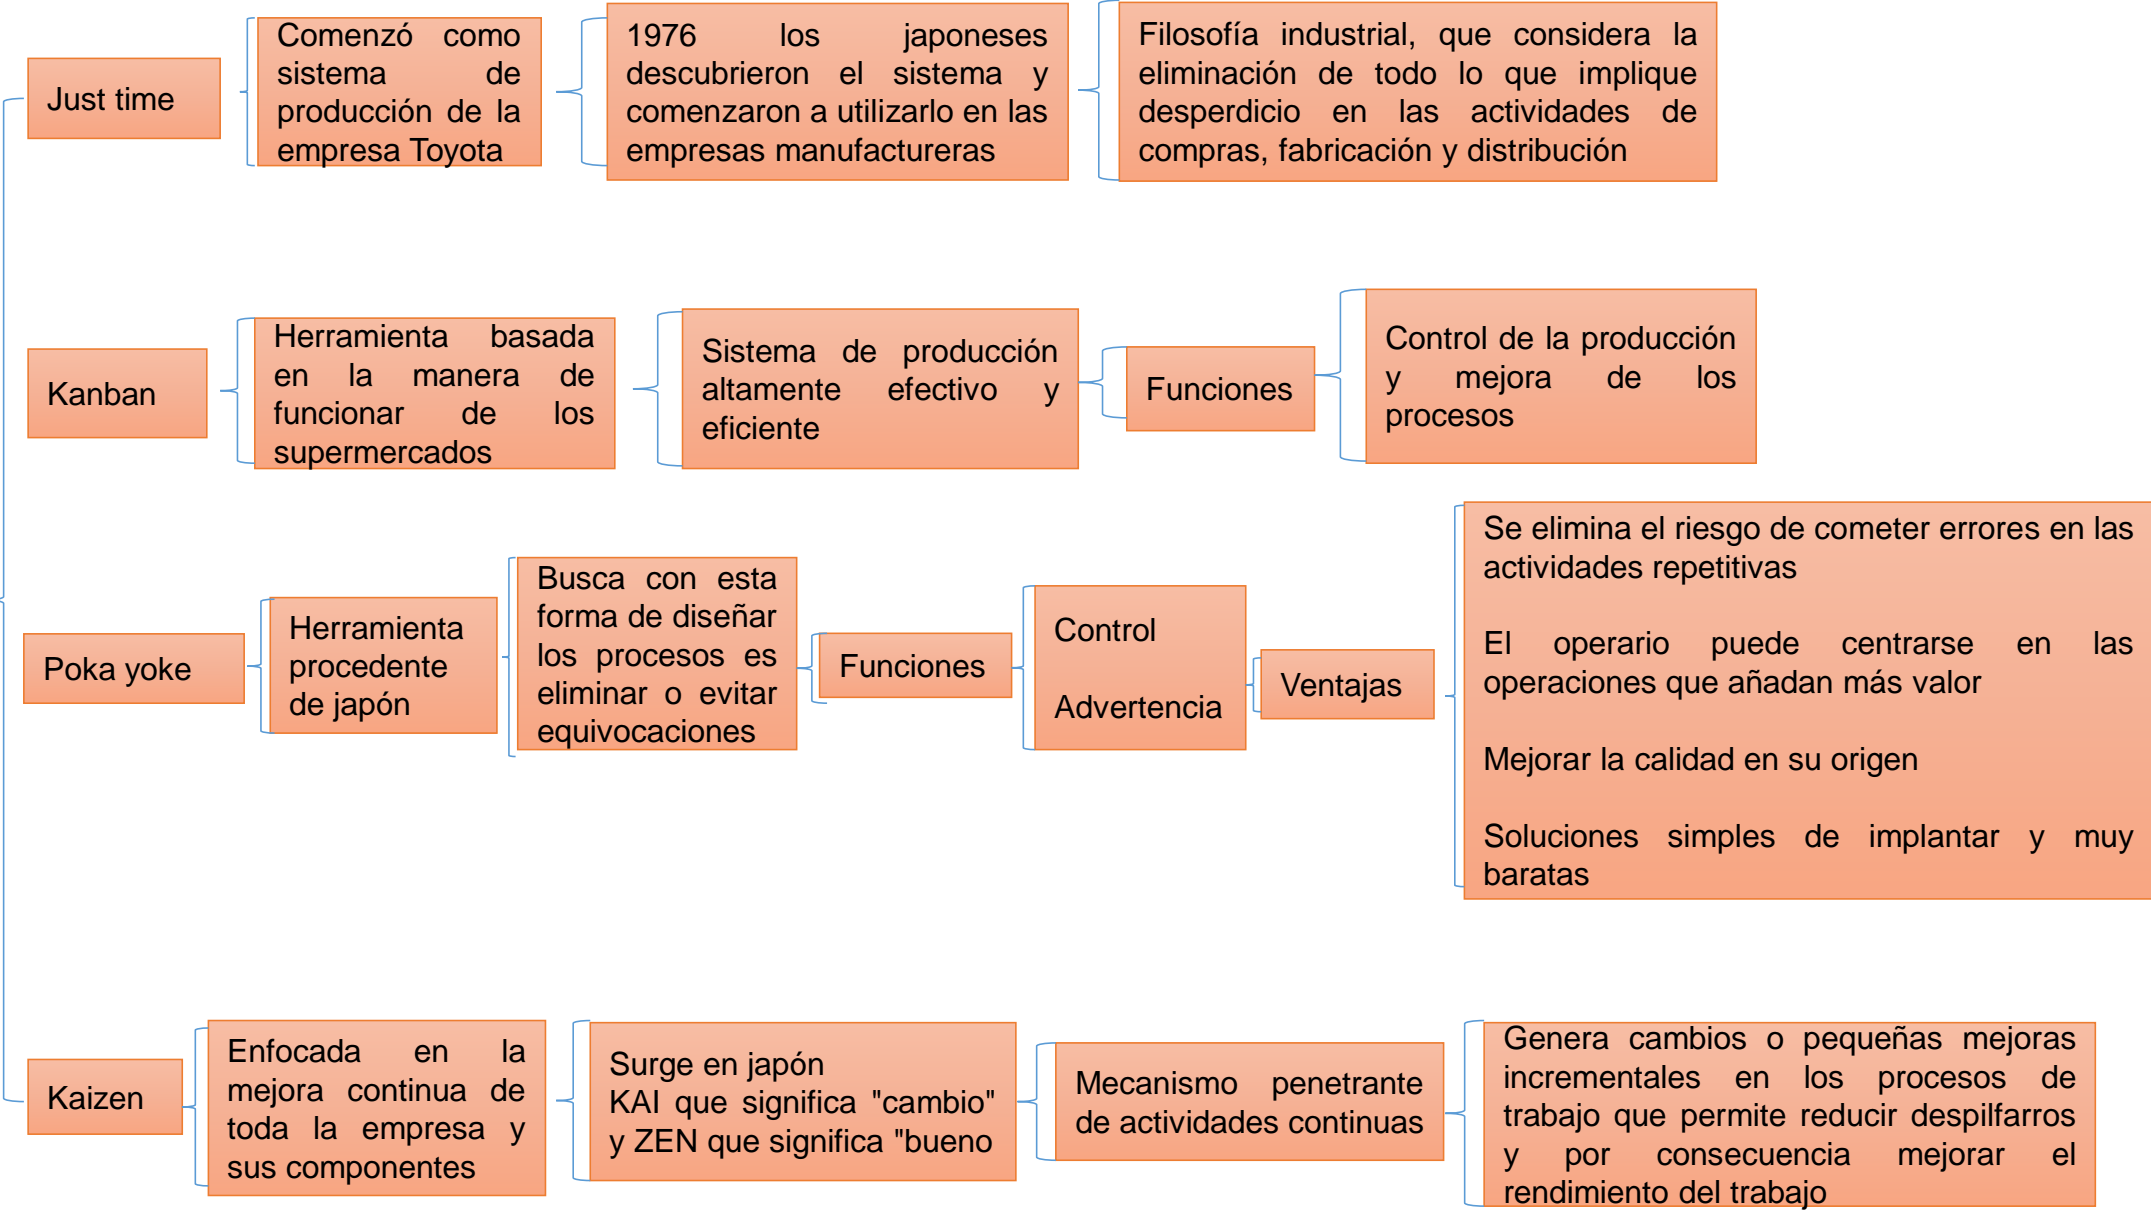 Just time
Comenzó como
sistema de
producción de la
empresa Toyota
1976 los japoneses
descubrieron el sistema y
comenzaron a utilizarlo en las
empresas manufactureras
Filosofía industrial, que considera la
eliminación de todo lo que implique
desperdicio en las actividades de
compras, fabricación y distribución
Kanban
Herramienta basada
en la manera de
funcionar de los
supermercados
Sistema de producción
altamente efectivo y
eficiente
Funciones
Control de la producción
y mejora de los
procesos
Poka yoke
Herramienta
procedente
de japón
Busca con esta
forma de diseñar
los procesos es
eliminar o evitar
equivocaciones
Funciones
Control
Advertencia
Ventajas
Se elimina el riesgo de cometer errores en las
actividades repetitivas
El operario puede centrarse en las
operaciones que añadan más valor
Mejorar la calidad en su origen
Soluciones simples de implantar y muy
baratas
Kaizen
Enfocada en la
mejora continua de
toda la empresa y
sus componentes
Surge en japón
KAI que significa "cambio"
y ZEN que significa "bueno
Mecanismo penetrante
de actividades continuas
Genera cambios o pequeñas mejoras
incrementales en los procesos de
trabajo que permite reducir despilfarros
y por consecuencia mejorar el
rendimiento del trabajo